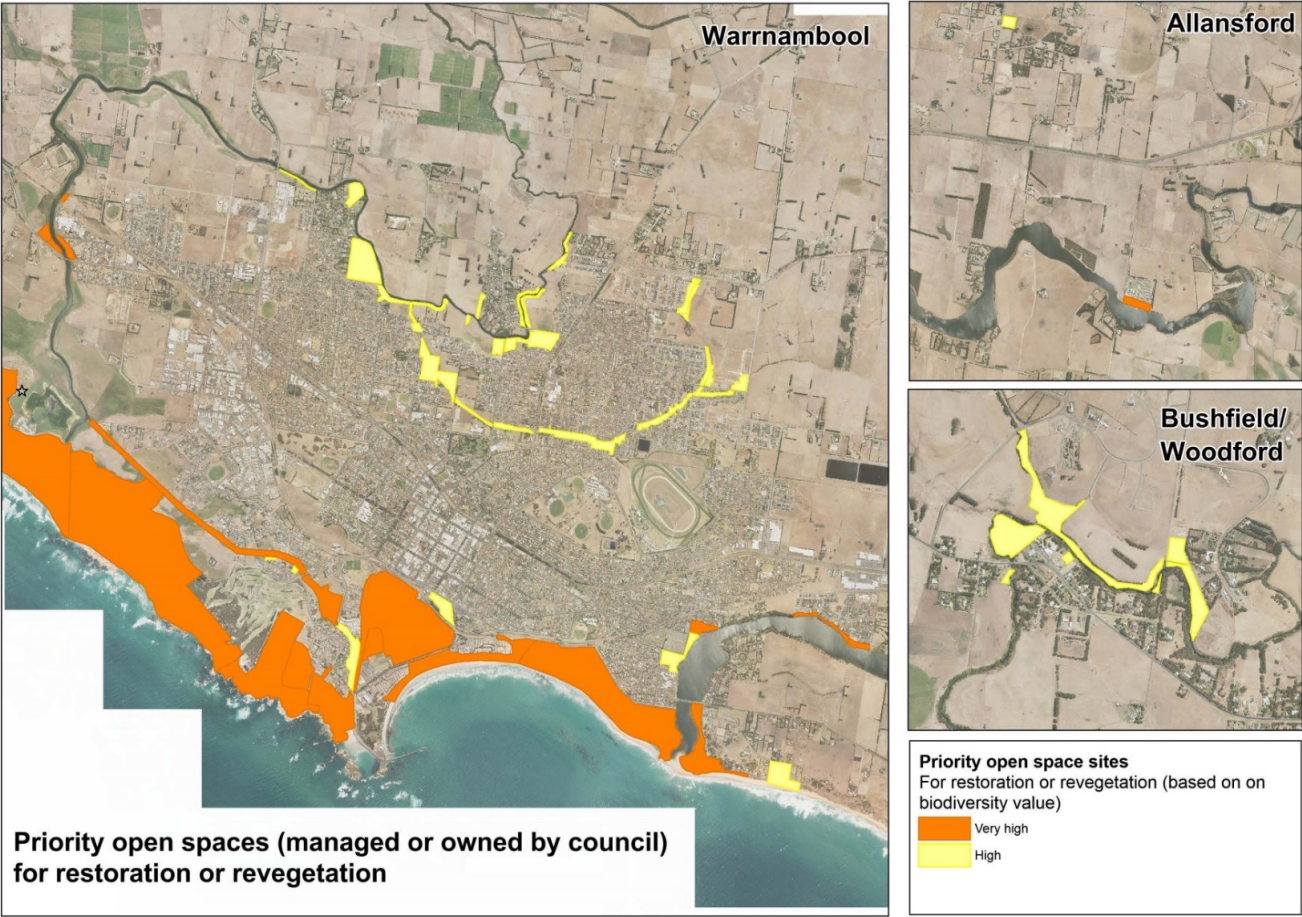 Warrnambool
Allansford
Bushfield/
Woodford
Priority open spaces (managed or owned by council)
for restoration or revegetation
Priority open space sites
For restoration or revegetation (based on on
biodiversity value)
Very high
High